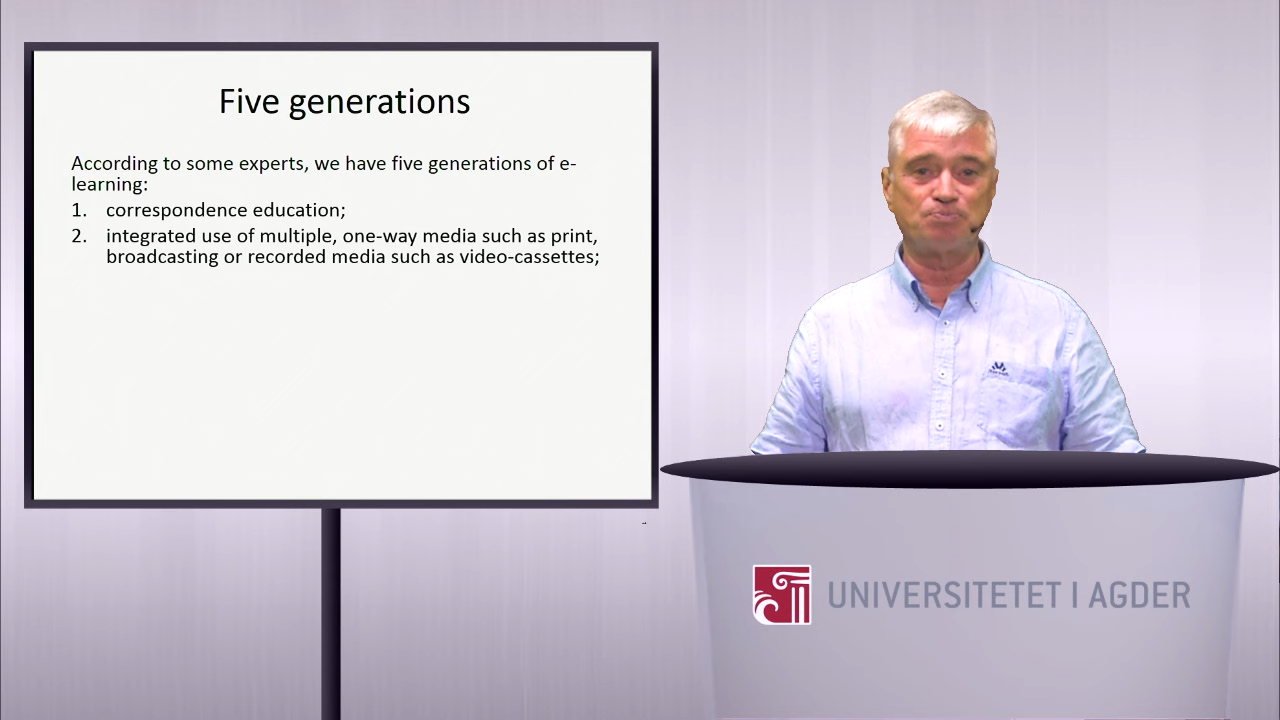 Five generations
According to some experts, we have five generations of e-
learning:
1. correspondence education;
2. integrated use of multiple, one-way media such as print,
broadcasting or recorded media such as video-cassettes;
UNIVERSITETET I AGDER